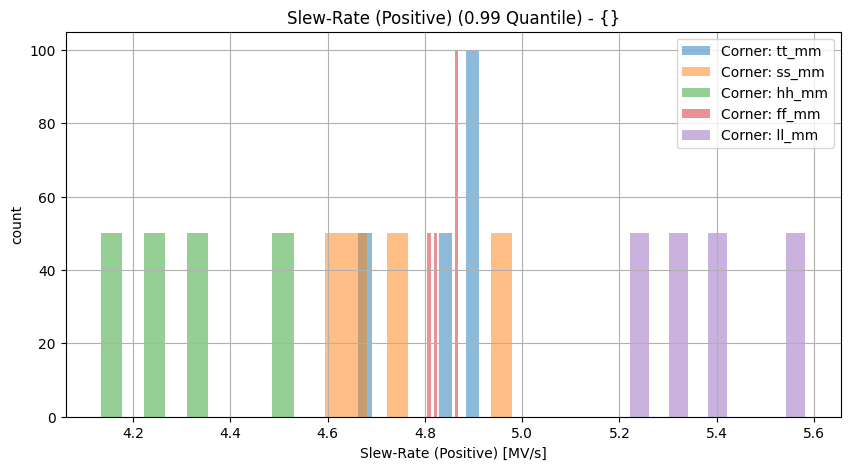 Slew-Rate (Positive) (0.99 Quantile) - {}
100
80
60
40
20
0
count
Corner: tt_mm
Corner: ss_mm
Corner: hh_mm
Corner: ff_mm
Corner: ll_mm
4.2 4.4 4.6 4.8 5.0 5.2 5.4 5.6
Slew-Rate (Positive) [MV/s]